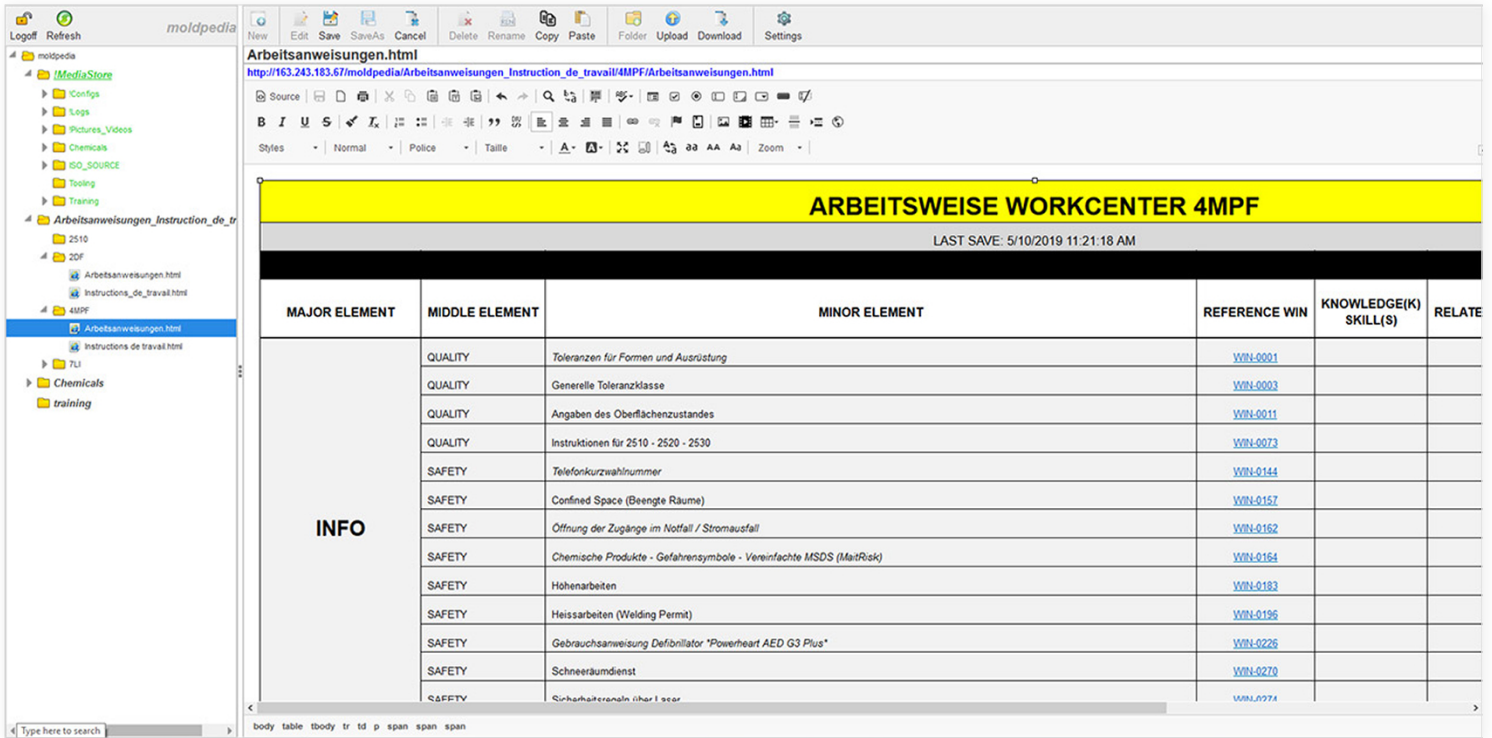 Logoff Refresh
moldpedia
New Edit Save SaveAs Cancel Delete Rename Copy Paste Folder Upload Download Settings
moldpedia
!MediaStore
!Configs
!Logs
!Pictures_Videos
Chemicals
ISO_SOURCE
Tooling
Training
Arbeitsanweisungen_Instruction_de_tr
2510
2DF
Arbeitsanweisungen.html
Instructions_de_travail.html
4MPF
Arbeitsanweisungen.html
Instructions de travail.html
7LI
Chemicals
training
Type here to search
Arbeitsanweisungen.html
http://163.243.183.67/moldpedia/Arbeitsanweisungen_Instruction_de_travail/4MPF/Arbeitsanweisungen.html
Source
Styles Normal Police Taille Zoom
ARBEITSWEISE WORKCENTER 4MPF
LAST SAVE: 5/10/2019 11:21:18 AM
MAJOR ELEMENT MIDDLE ELEMENT MINOR ELEMENT REFERENCE WIN KNOWLEDGE(K) SKILL(S) RELATE
INFO
QUALITY Toleranzen für Formen und Ausrüstung WIN-0001
QUALITY Generelle Toleranzklasse WIN-0003
QUALITY Angaben des Oberflächenzustandes WIN-0011
QUALITY Instruktionen für 2510 - 2520 - 2530 WIN-0073
SAFETY Telefonkurzwahlnummer WIN-0144
SAFETY Confined Space (Beengte Räume) WIN-0157
SAFETY Öffnung der Zugänge im Notfall / Stromausfall WIN-0162
SAFETY Chemische Produkte - Gefahrensymbole - Vereinfachte MSDS (MaitRisk) WIN-0164
SAFETY Höhenarbeiten WIN-0183
SAFETY Heissarbeiten (Welding Permit) WIN-0196
SAFETY Gebrauchsanweisung Defibrillator "Powerheart AED G3 Plus" WIN-0226
SAFETY Schneeräumdienst WIN-0270
SAFETY Sicherheitsregeln über Laser WIN-0274
body table tbody tr td p span span span